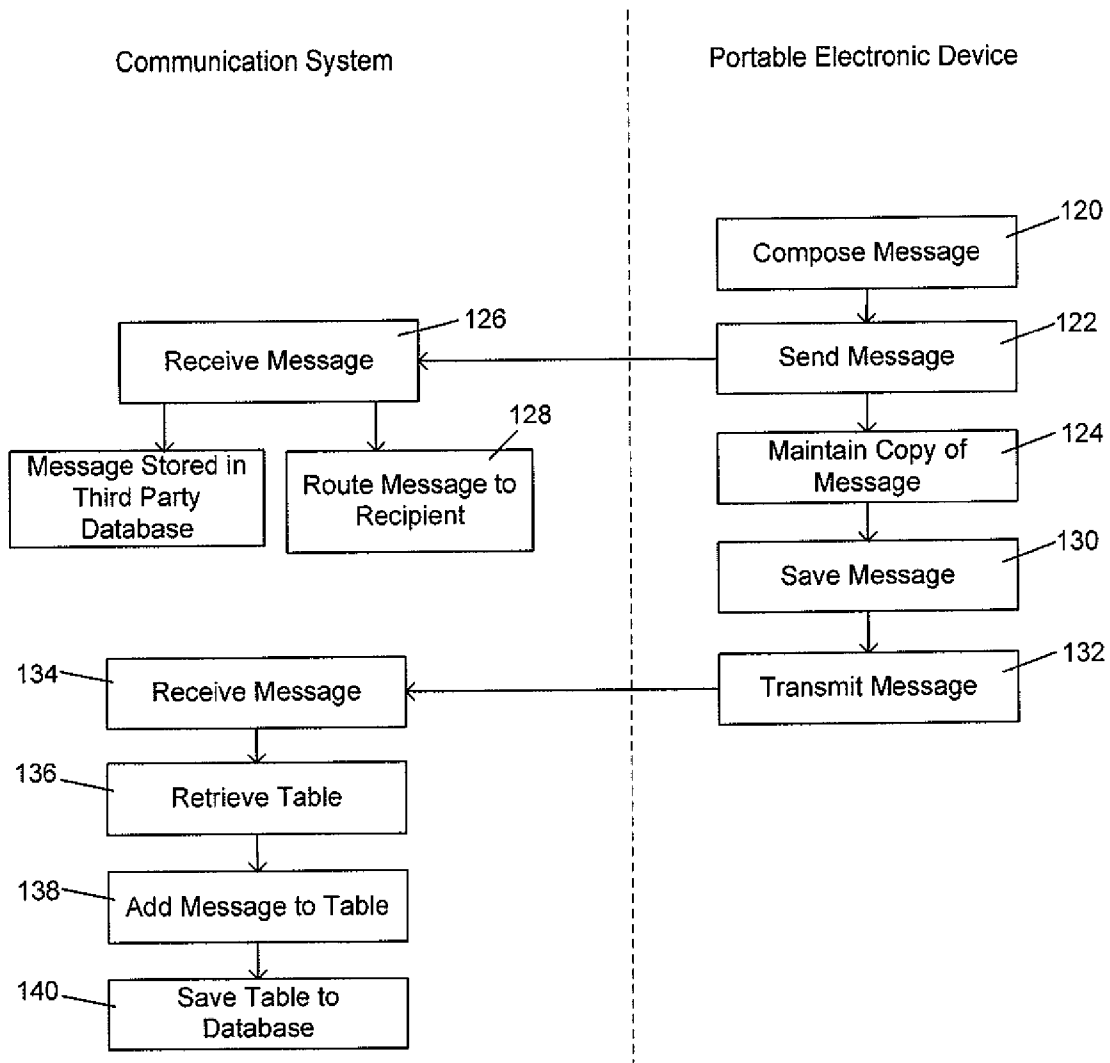 Communication System
Portable Electronic Device
120
Compose Message
122
Send Message
126
Receive Message
124
Maintain Copy of
Message
128
Message Stored in
Third Party
Database
Route Message to
Recipient
130
Save Message
132
Transmit Message
134
Receive Message
136
Retrieve Table
138
Add Message to Table
140
Save Table to
Database